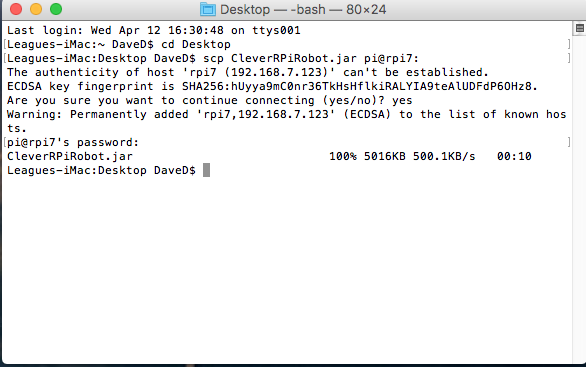 Desktop — -bash — 80×24
Last login: Wed Apr 12 16:30:48 on ttys001
[Leagues-iMac:~ DaveD$ cd Desktop ]
[Leagues-iMac:Desktop DaveD$ scp CleverRPiRobot.jar pi@rpi7: ]
The authenticity of host 'rpi7 (192.168.7.123)' can't be established.
ECDSA key fingerprint is SHA256:hUyya9mC0nr36TkHsHflkiRALYIA9teAlUDFdP6OHz8.
Are you sure you want to continue connecting (yes/no)? yes
Warning: Permanently added 'rpi7,192.168.7.123' (ECDSA) to the list of known hos
ts.
[pi@rpi7's password: ]
CleverRPiRobot.jar 100% 5016KB 500.1KB/s 00:10
Leagues-iMac:Desktop DaveD$